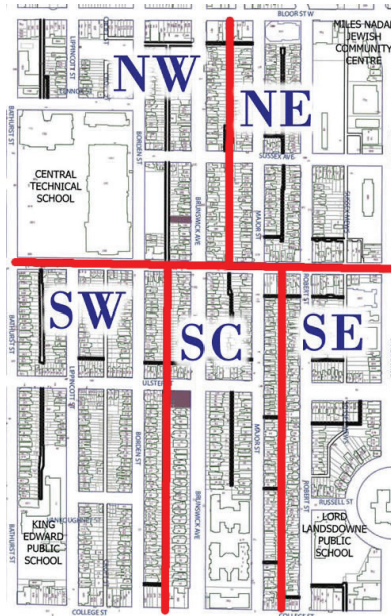 BLOOR ST W
MILES NADAL
JEWISH
COMMUNITY
CENTRE
LIPPINCOTT ST
NW
NE
BATHURST ST
BORDEN ST
SUSSEX AVE
CENTRAL
TECHNICAL
SCHOOL
BRUNSWICK AVE
MAJOR ST
SW
SC
SE
ROBERT ST
BATHURST ST
LIPPINCOTT ST
ULSTER
BORDEN ST
MAJOR ST
ROBERT ST
RUSSELL ST
BRUNSWICK AVE
KING
EDWARD
PUBLIC
SCHOOL
LORD
LANDSDOWNE
PUBLIC
SCHOOL
BATHURST ST
COLLEGE ST
COLLEGE ST